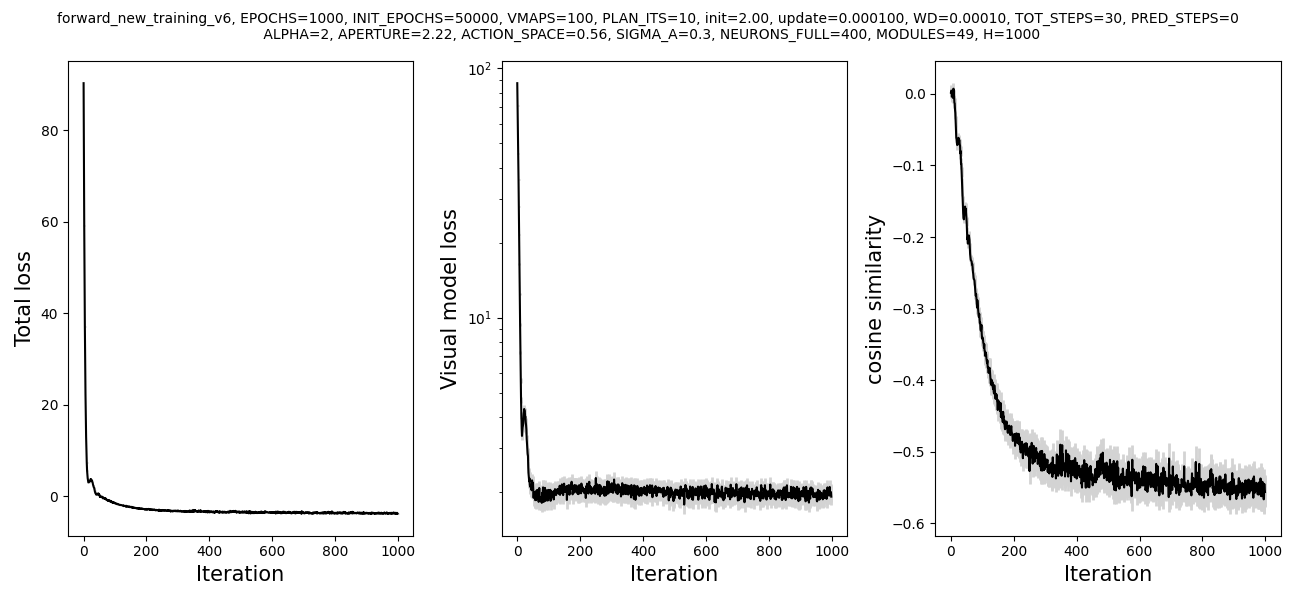 forward_new_training_v6, EPOCHS=1000, INIT_EPOCHS=50000, VMAPS=100, PLAN_ITS=10, init=2.00, update=0.000100, WD=0.00010, TOT_STEPS=30, PRED_STEPS=0
ALPHA=2, APERTURE=2.22, ACTION_SPACE=0.56, SIGMA_A=0.3, NEURONS_FULL=400, MODULES=49, H=1000
Total loss
80
60
40
20
0
0 200 400 600 800 1000
Iteration
Visual model loss
10²
10¹
0 200 400 600 800 1000
Iteration
cosine similarity
0.0
−0.1
−0.2
−0.3
−0.4
−0.5
−0.6
0 200 400 600 800 1000
Iteration